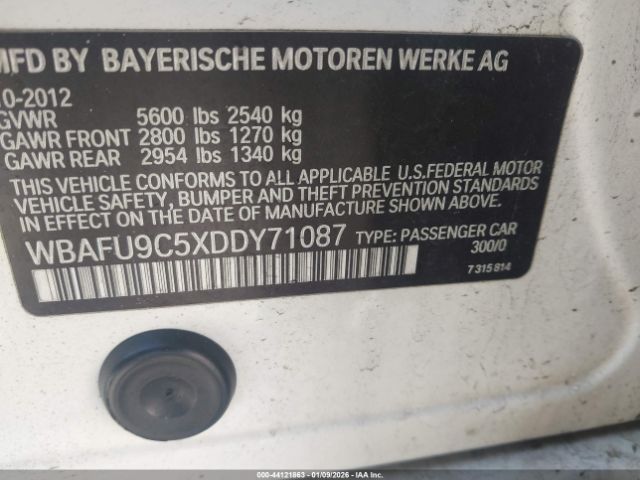 MFD BY BAYERISCHE MOTOREN WERKE AG
10-2012
GVWR 5600 lbs 2540 kg
GAWR FRONT 2800 lbs 1270 kg
GAWR REAR 2954 lbs 1340 kg
THIS VEHICLE CONFORMS TO ALL APPLICABLE U.S.FEDERAL MOTOR
VEHICLE SAFETY, BUMPER AND THEFT PREVENTION STANDARDS
IN EFFECT ON THE DATE OF MANUFACTURE SHOWN ABOVE.
WBAFU9C5XDDY71087 TYPE: PASSENGER CAR
300/0
7 315 814
000-44121863 | 01/09/2026 - IAA Inc.